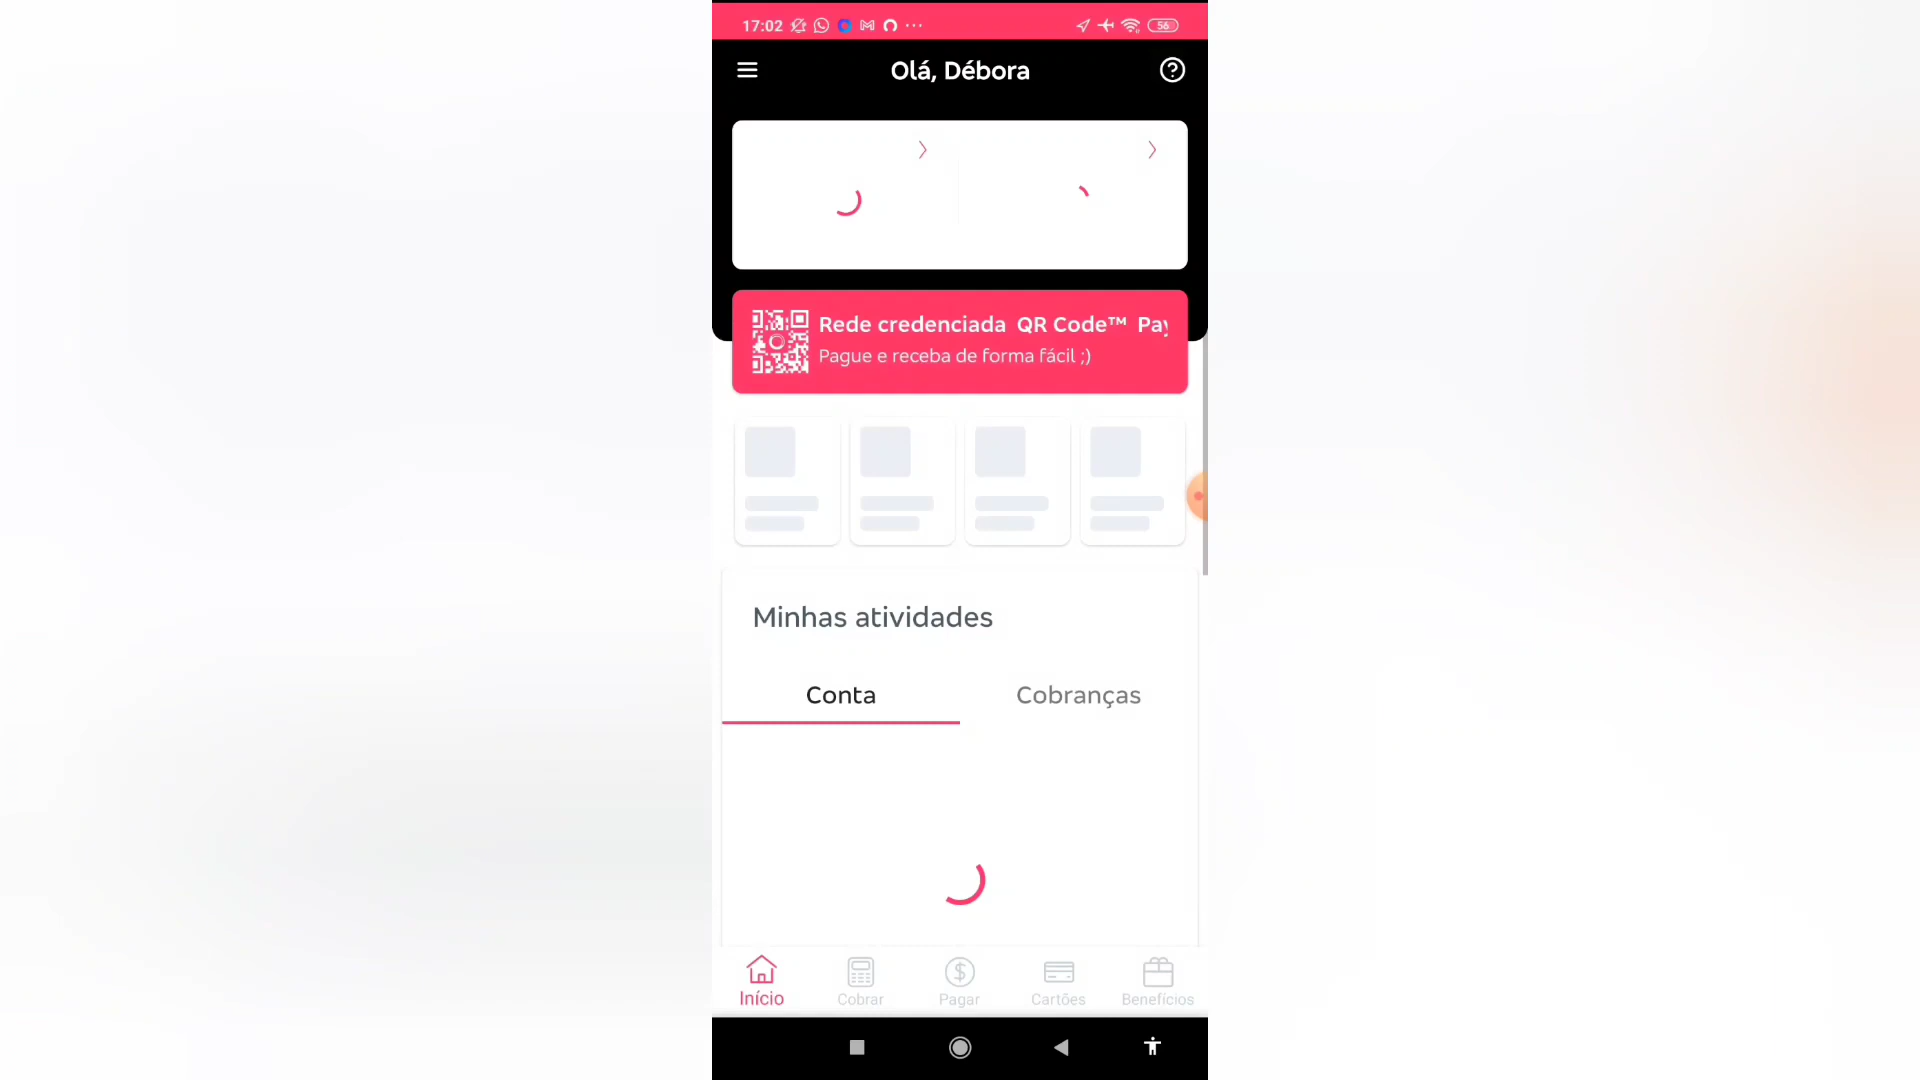 17:02 56
Olá, Débora
Rede credenciada QR Code™
Pague e receba de forma fácil ;)
Minhas atividades
Conta Cobranças
Início Cobrar Pagar Cartões Benefícios